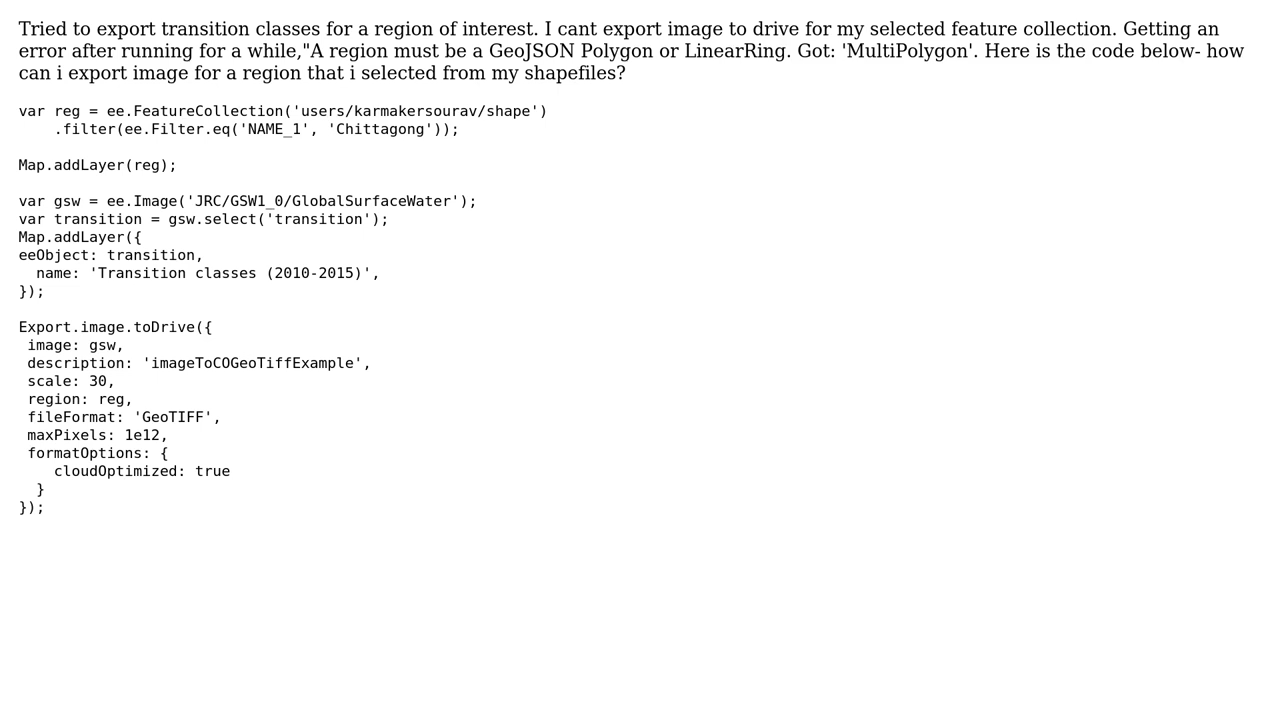 Tried to export transition classes for a region of interest. I cant export image to drive for my selected feature collection. Getting an
error after running for a while,"A region must be a GeoJSON Polygon or LinearRing. Got: 'MultiPolygon'. Here is the code below- how
can i export image for a region that i selected from my shapefiles?
var reg = ee.FeatureCollection('users/karmakersourav/shape')
    .filter(ee.Filter.eq('NAME_1', 'Chittagong'));
Map.addLayer(reg);
var gsw = ee.Image('JRC/GSW1_0/GlobalSurfaceWater');
var transition = gsw.select('transition');
Map.addLayer({
eeObject: transition,
  name: 'Transition classes (2010-2015)',
});
Export.image.toDrive({
 image: gsw,
 description: 'imageToCOGeoTiffExample',
 scale: 30,
 region: reg,
 fileFormat: 'GeoTIFF',
 maxPixels: 1e12,
 formatOptions: {
    cloudOptimized: true
  }
});